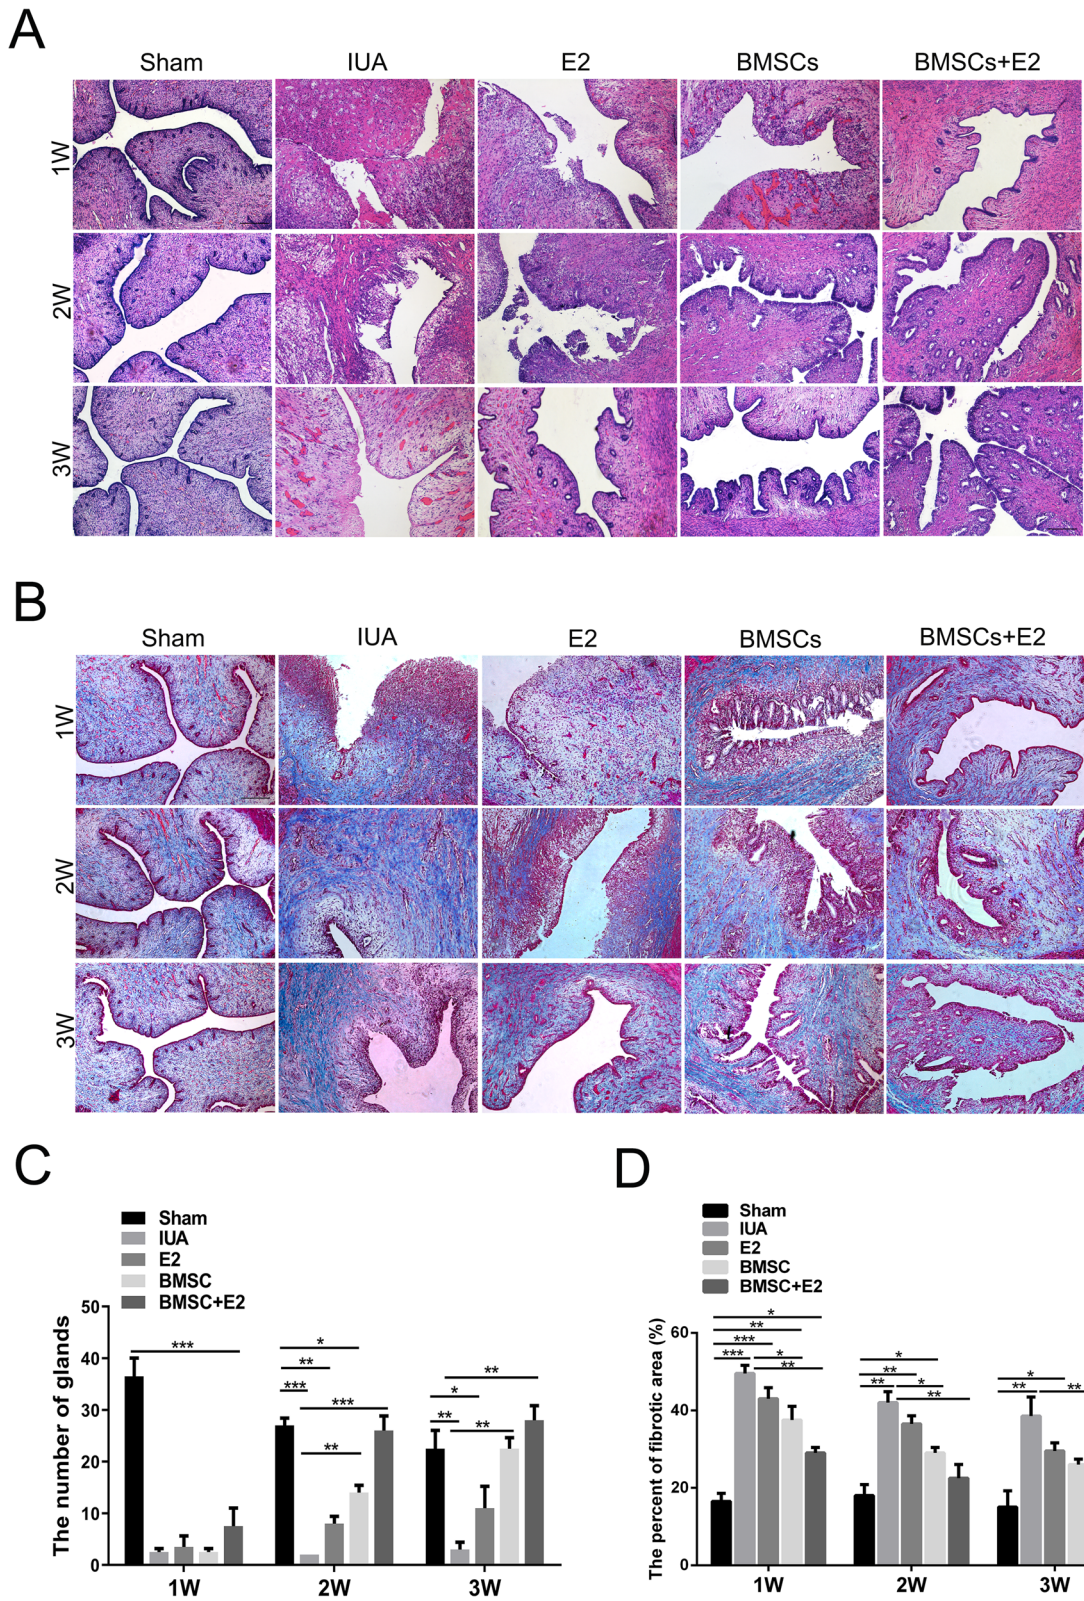 A
Sham IUA E2 BMSCs BMSCs+E2
1W
2W
3W
B
Sham IUA E2 BMSCs BMSCs+E2
1W
2W
3W
C
Sham
IUA
E2
BMSC
BMSC+E2
The number of glands
50
40
30
20
10
0
***
*
**
***
***
**
**
*
**
**
1W 2W 3W
D
Sham
IUA
E2
BMSC
BMSC+E2
The percent of fibrotic area (%)
60
40
20
0
*
**
***
*** *
**
*
**
** *
**
*
** **
1W 2W 3W